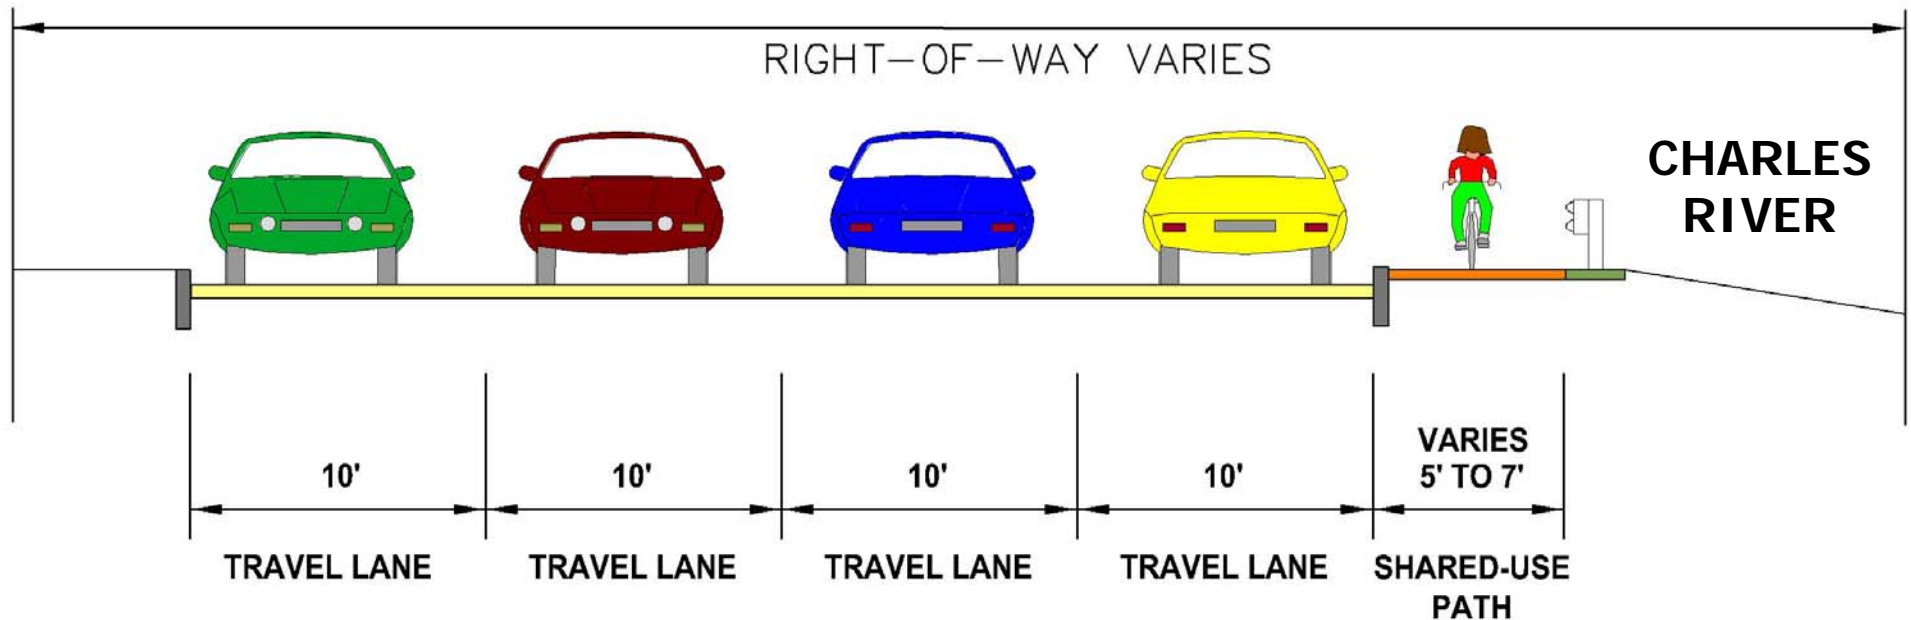 RIGHT-OF-WAY VARIES
CHARLES
RIVER
10'
10'
10'
10'
VARIES
5' TO 7'
TRAVEL LANE
TRAVEL LANE
TRAVEL LANE
TRAVEL LANE
SHARED-USE
PATH